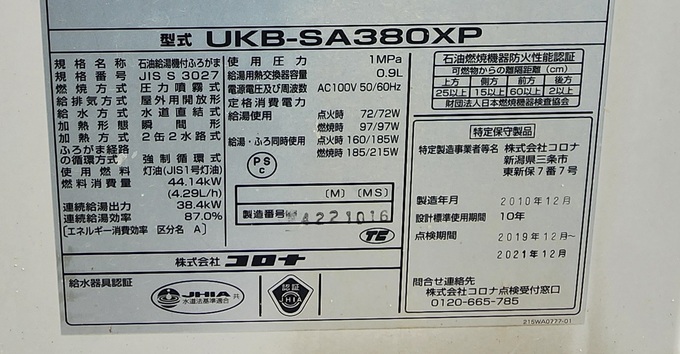 型式 UKB-SA380XP
規格名称 石油給湯機付ふろがま
規格番号 JIS S 3027
燃焼方式 圧力噴霧式
給排気方式 屋外用開放形
給水方式 水道直結式
加熱形態 瞬間形
加熱方式 2缶2水路式
ふろがま経路
の循環方式 強制循環式
使用燃料 灯油(JIS1号灯油)
燃料消費量 44.14kW
(4.29L/h)
連続給湯出力 38.4kW
連続給湯効率 87.0%
[エネルギー消費効率 区分名 A]
使用圧力 1MPa
給湯用熱交換器容量 0.9L
電源電圧及び周波数 AC100V 50/60Hz
定格消費電力
給湯使用 点火時 72/72W
燃焼時 97/97W
給湯・ふろ同時使用 点火時 160/185W
燃焼時 185/215W
PS
C
(M) (MS)
製造番号 4221016
石油燃焼機器防火性能認証
可燃物からの離隔距離(cm)
上方 側方 前方 後方
25以上 15以上 60以上 2以上
財団法人日本燃焼機器検査協会
特定保守製品
特定製造事業者等名 株式会社コロナ
新潟県三条市
東新保7番7号
製造年月 2010年12月
設計標準使用期間 10年
点検期間 2019年12月~
2021年12月
問合せ連絡先
株式会社コロナ点検受付窓口
0120-665-785
株式会社 コロナ
給水器具認証
JHIA 共
水道法基準適合
認証
JHIA
215WA0777-01